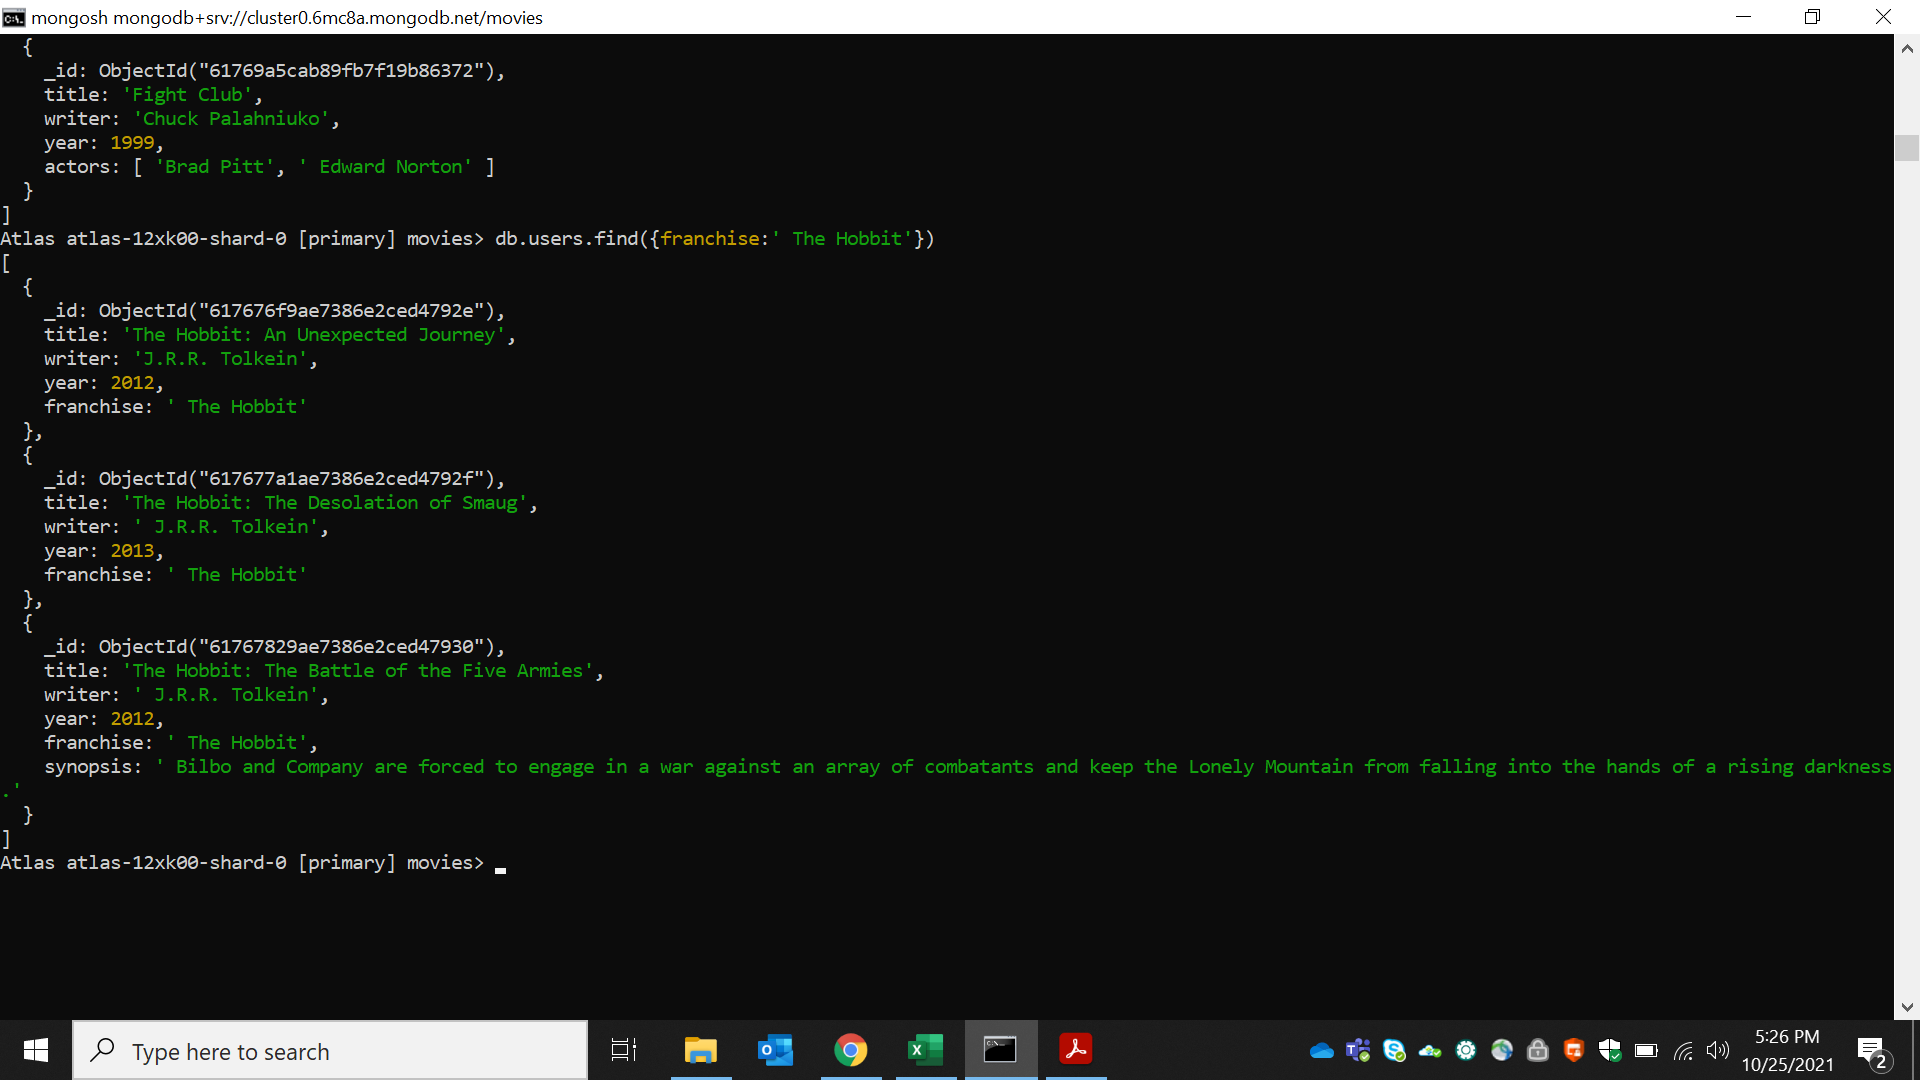 mongosh mongodb+srv://cluster0.6mc8a.mongodb.net/movies
{
_id: ObjectId("61769a5cab89fb7f19b86372"),
title: 'Fight Club',
writer: 'Chuck Palahniuko',
year: 1999,
actors: [ 'Brad Pitt', ' Edward Norton' ]
}
]
Atlas atlas-12xk00-shard-0 [primary] movies> db.users.find({franchise:' The Hobbit'})
[
{
_id: ObjectId("617676f9ae7386e2ced4792e"),
title: 'The Hobbit: An Unexpected Journey',
writer: 'J.R.R. Tolkein',
year: 2012,
franchise: ' The Hobbit'
},
{
_id: ObjectId("617677a1ae7386e2ced4792f"),
title: 'The Hobbit: The Desolation of Smaug',
writer: ' J.R.R. Tolkein',
year: 2013,
franchise: ' The Hobbit'
},
{
_id: ObjectId("61767829ae7386e2ced47930"),
title: 'The Hobbit: The Battle of the Five Armies',
writer: ' J.R.R. Tolkein',
year: 2012,
franchise: ' The Hobbit',
synopsis: ' Bilbo and Company are forced to engage in a war against an array of combatants and keep the Lonely Mountain from falling into the hands of a rising darkness
.'
}
]
Atlas atlas-12xk00-shard-0 [primary] movies> _
Type here to search
5:26 PM
10/25/2021
2